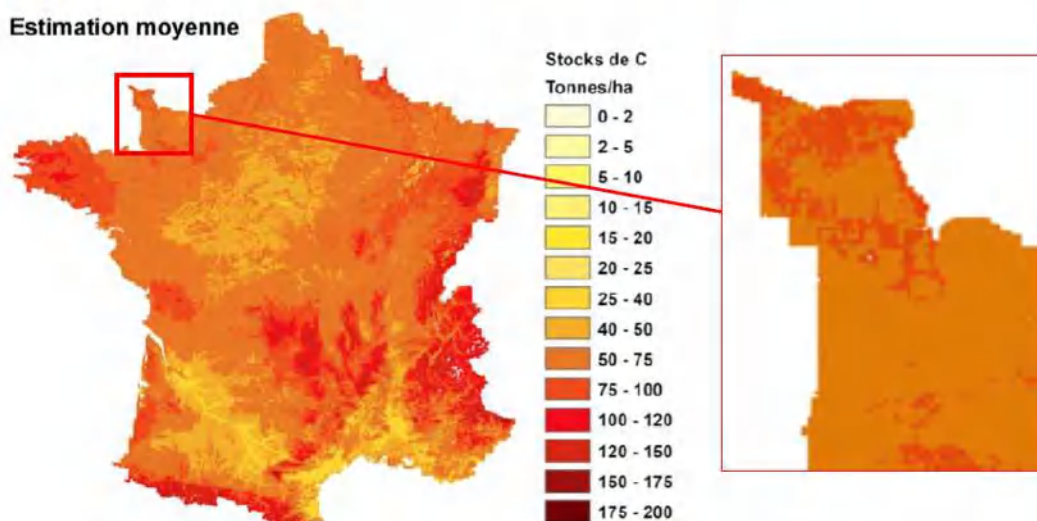 Estimation moyenne
Stocks de C
Tonnes/ha
0 - 2
2 - 5
5 - 10
10 - 15
15 - 20
20 - 25
25 - 40
40 - 50
50 - 75
75 - 100
100 - 120
120 - 150
150 - 175
175 - 200